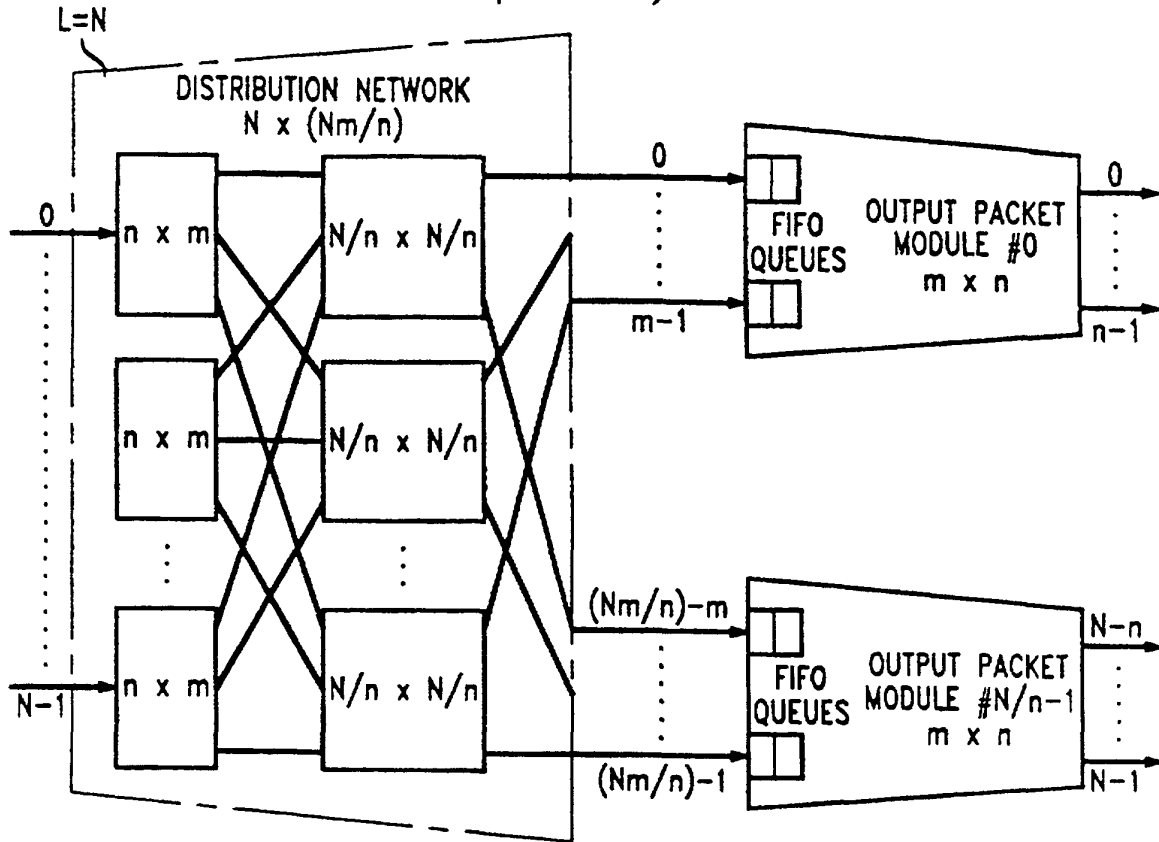 L=N
DISTRIBUTION NETWORK
N x (Nm/n)
0
n x m
N/n x N/n
n x m
N/n x N/n
n x m
N/n x N/n
N-1
0
m-1
FIFO
QUEUES
OUTPUT PACKET
MODULE #0
m x n
0
n-1
(Nm/n)-m
(Nm/n)-1
FIFO
QUEUES
OUTPUT PACKET
MODULE #N/n-1
m x n
N-n
N-1